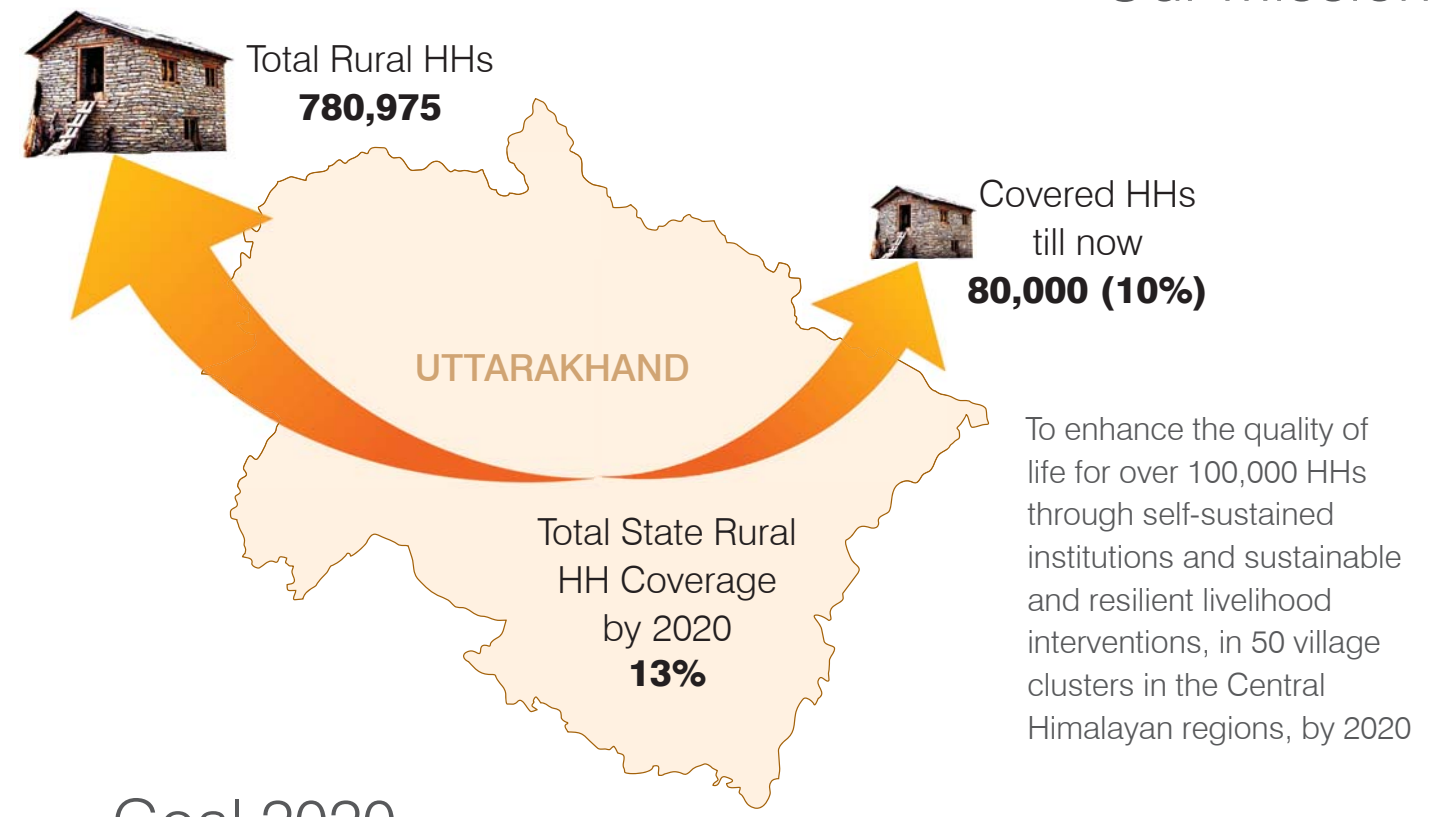 Our Mission
Total Rural HHs
780,975
Covered HHs
till now
80,000 (10%)
UTTARAKHAND
To enhance the quality of
life for over 100,000 HHs
through self-sustained
institutions and sustainable
and resilient livelihood
interventions, in 50 village
clusters in the Central
Himalayan regions, by 2020
Total State Rural
HH Coverage
by 2020
13%
Goal 2020